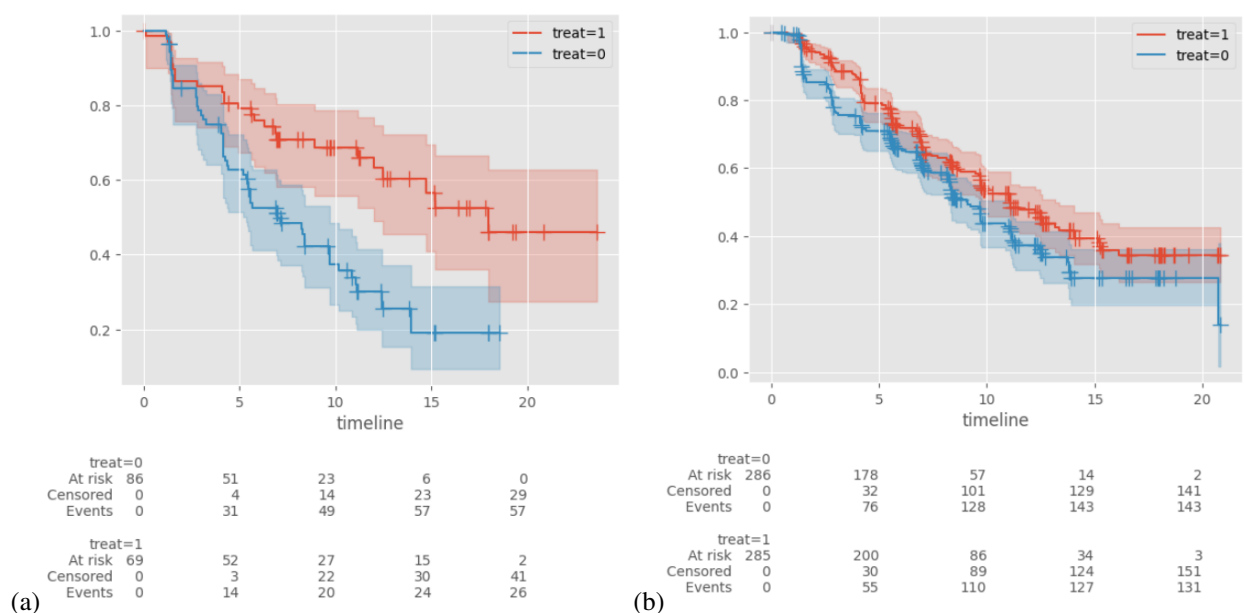 treat=1
treat=0
1.0
0.8
0.6
0.4
0.2
0 5 10 15 20
timeline
treat=0
At risk 86 51 23 6 0
Censored 0 4 14 23 29
Events 0 31 49 57 57
treat=1
At risk 69 52 27 15 2
Censored 0 3 22 30 41
Events 0 14 20 24 26
(a)
treat=1
treat=0
1.0
0.8
0.6
0.4
0.2
0.0
0 5 10 15 20
timeline
treat=0
At risk 286 178 57 14 2
Censored 0 32 101 129 141
Events 0 76 128 143 143
treat=1
At risk 285 200 86 34 3
Censored 0 30 89 124 151
Events 0 55 110 127 131
(b)